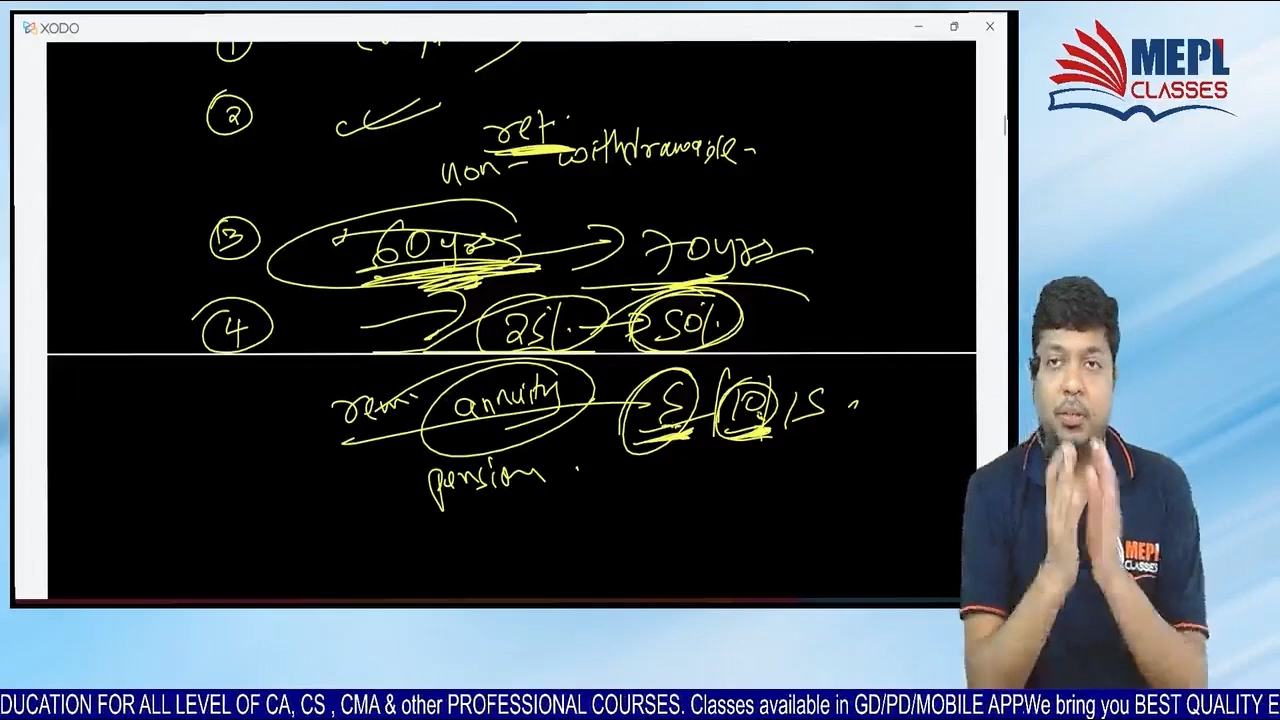 XODO
MEPL
CLASSES
①
②
ret.
non- withdrawable-
③ 60yrs → 70yrs
④ → 25% → 50%
annuity 5 10 15
pension.
MEPL
CLASSES
DUCATION FOR ALL LEVEL OF CA, CS , CMA & other PROFESSIONAL COURSES. Classes available in GD/PD/MOBILE APPWe bring you BEST QUALITY E